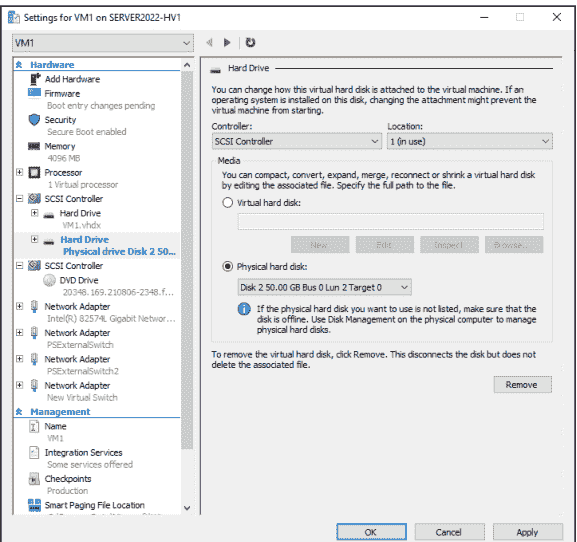 Settings for VM1 on SERVER2022-HV1
VM1
Hardware
Add Hardware
Firmware
Boot entry changes pending
Security
Secure Boot enabled
Memory
4096 MB
Processor
1 Virtual processor
SCSI Controller
Hard Drive
VM1.vhdx
Hard Drive
Physical drive Disk 2 50...
SCSI Controller
DVD Drive
20348.169.210806-2348.f...
Network Adapter
Intel(R) 82574L Gigabit Networ...
Network Adapter
PSExternalSwitch
Network Adapter
PSExternalSwitch2
Network Adapter
New Virtual Switch
Management
Name
VM1
Integration Services
Some services offered
Checkpoints
Production
Smart Paging File Location
Hard Drive
You can change how this virtual hard disk is attached to the virtual machine. If an
operating system is installed on this disk, changing the attachment might prevent the
virtual machine from starting.
Controller: Location:
SCSI Controller 1 (in use)
Media
You can compact, convert, expand, merge, reconnect or shrink a virtual hard disk
by editing the associated file. Specify the full path to the file.
Virtual hard disk:
New Edit Inspect Browse...
Physical hard disk:
Disk 2 50.00 GB Bus 0 Lun 2 Target 0
If the physical hard disk you want to use is not listed, make sure that the
disk is offline. Use Disk Management on the physical computer to manage
physical hard disks.
To remove the virtual hard disk, click Remove. This disconnects the disk but does not
delete the associated file.
Remove
OK Cancel Apply